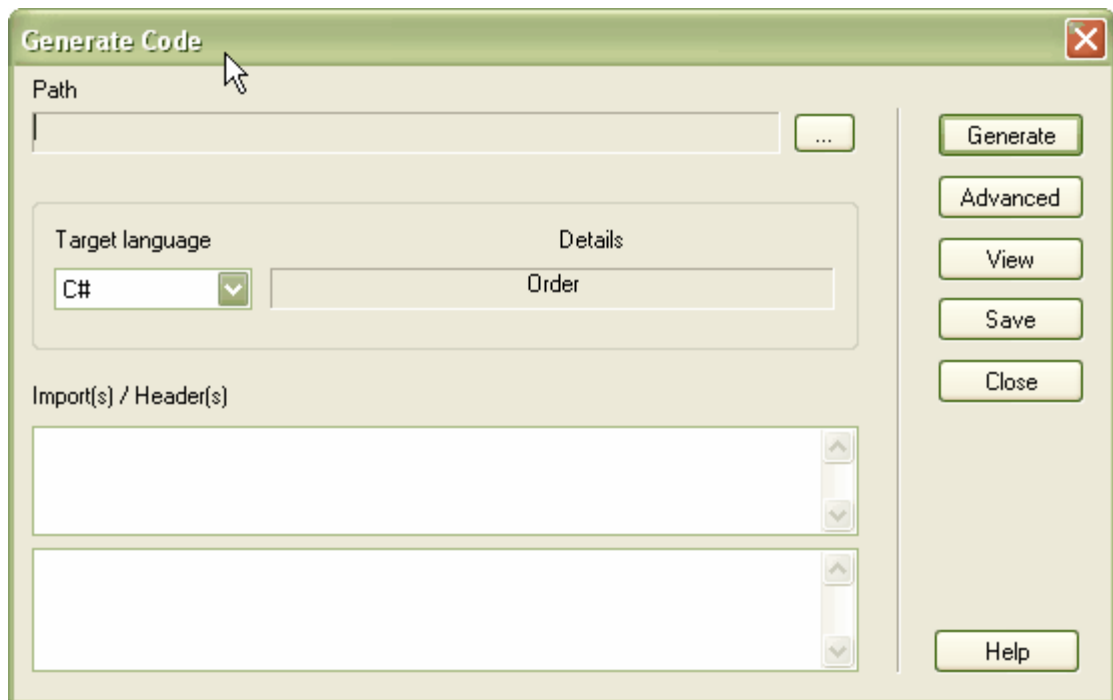 Generate Code
Path
...
Generate
Advanced
Target language
Details
View
C#
Order
Save
Close
Import(s) / Header(s)
Help